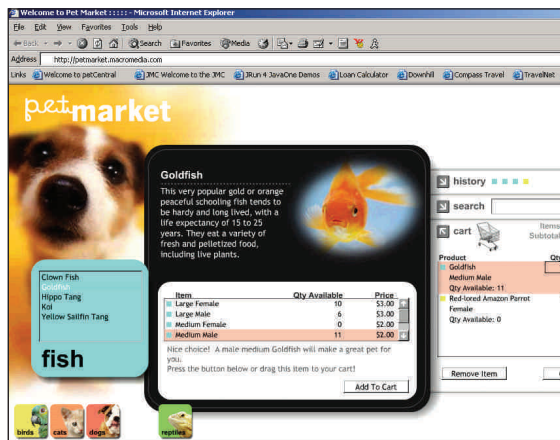 Welcome to Pet Market ::::: - Microsoft Internet Explorer
File Edit View Favorites Tools Help
Back Search Favorites Media
Address http://petmarket.macromedia.com
Links Welcome to petCentral JMC Welcome to the JMC JRun 4 JavaOne Demos Loan Calculator Downhill Compass Travel TravelNet
petmarket
Goldfish
This very popular gold or orange
peaceful schooling fish tends to
be hardy and long lived, with a
life expectancy of 15 to 25
years. They eat a variety of
fresh and pelletized food,
including live plants.
history
search
cart
Items
Subtotal
Product Qty
Goldfish
Medium Male
Qty Available: 11
Red-lored Amazon Parrot
Female
Qty Available: 0
Remove Item
Clown Fish
Goldfish
Hippo Tang
Koi
Yellow Sailfin Tang
fish
Item Qty Available Price
Large Female 10 $3.00
Large Male 6 $3.00
Medium Female 0 $2.00
Medium Male 11 $2.00
Nice choice! A male medium Goldfish will make a great pet for
you.
Press the button below or drag this item to your cart!
Add To Cart
birds cats dogs reptiles